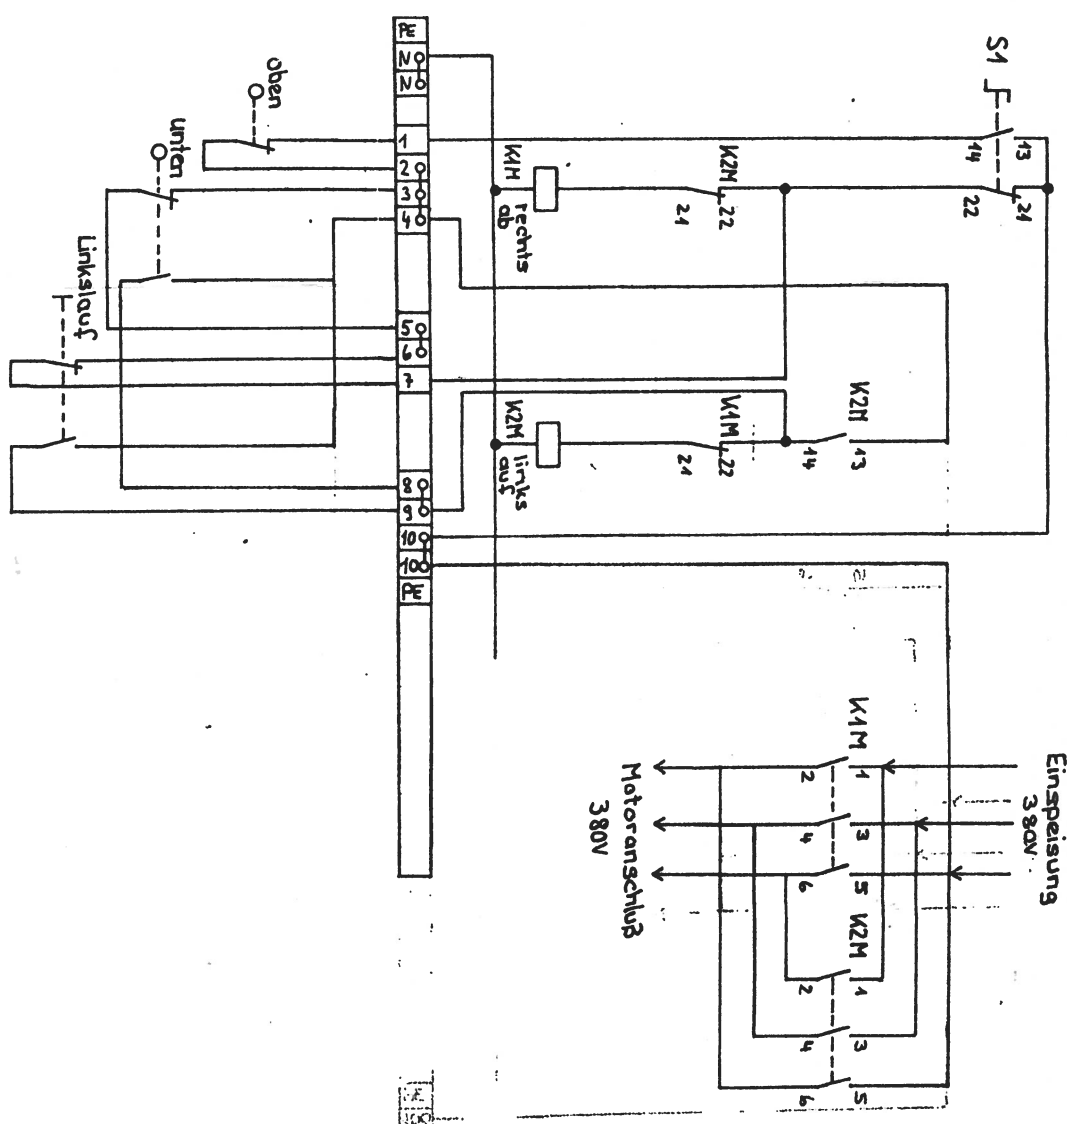 PE
N
N
1
2
3
4
5
6
7
8
9
10
10
PE
oben
unten
Linkslauf
S1
13
14
21
22
K2M
22
21
K1M
rechts
ab
K2M
13
14
K1M
22
21
K2M
links
auf
Einspeisung
380V
K1M
1
2
3
4
5
6
K2M
1
2
3
4
5
6
Motoranschluß
380V